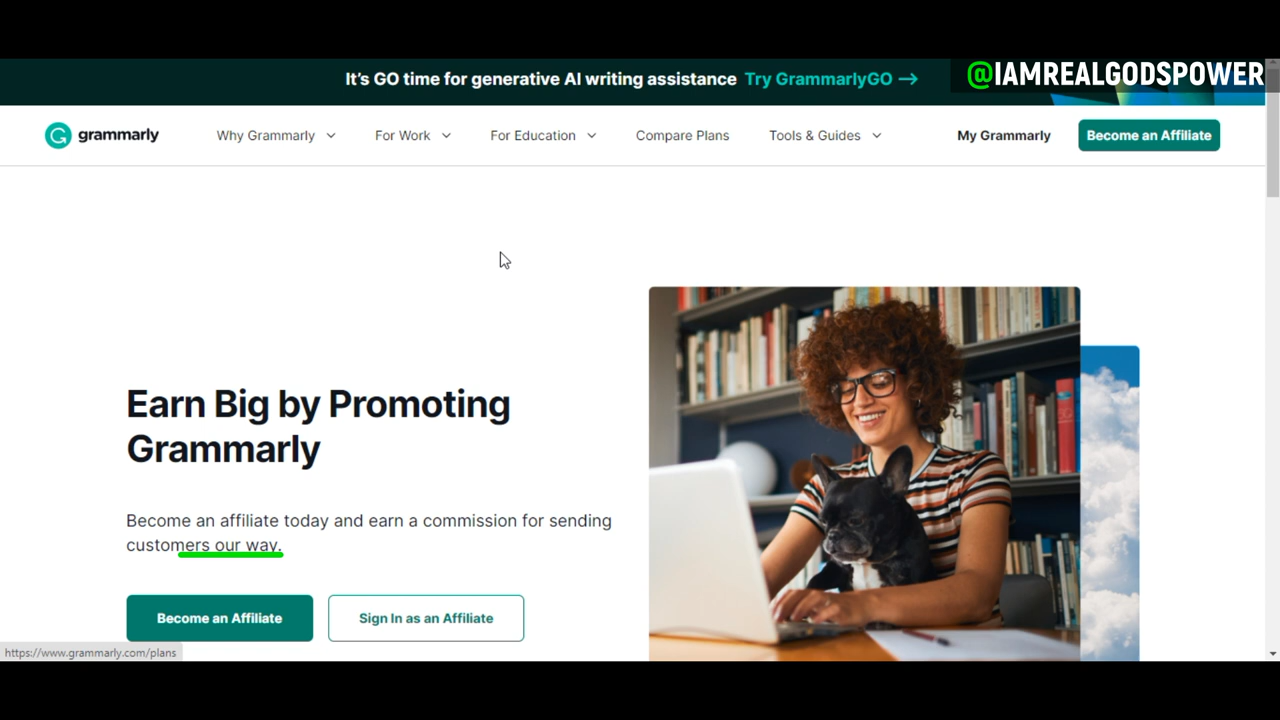 It's GO time for generative AI writing assistance Try GrammarlyGO →
@IAMREALGODSPOWER
grammarly Why Grammarly For Work For Education Compare Plans Tools & Guides My Grammarly Become an Affiliate
Earn Big by Promoting
Grammarly
Become an affiliate today and earn a commission for sending
customers our way.
Become an Affiliate Sign In as an Affiliate
https://www.grammarly.com/plans